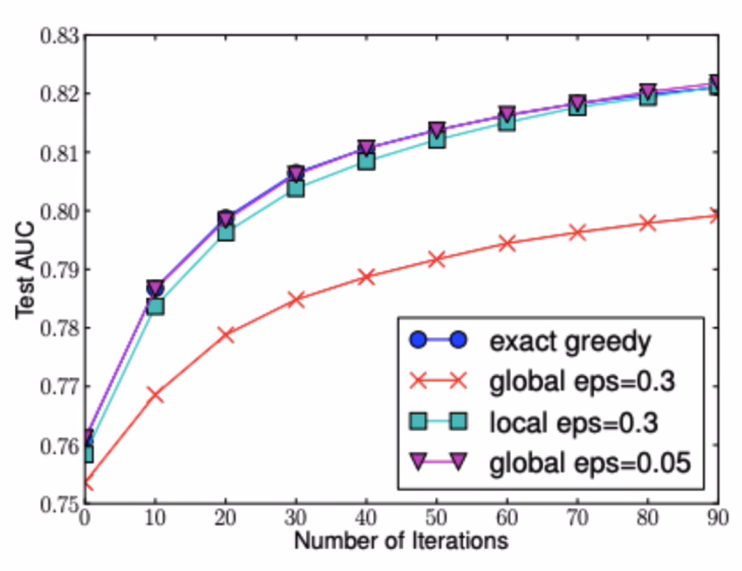 0.83
0.82
0.81
0.80
0.79
0.78
0.77
0.76
0.75
Test AUC
exact greedy
global eps=0.3
local eps=0.3
global eps=0.05
0 10 20 30 40 50 60 70 80 90
Number of Iterations